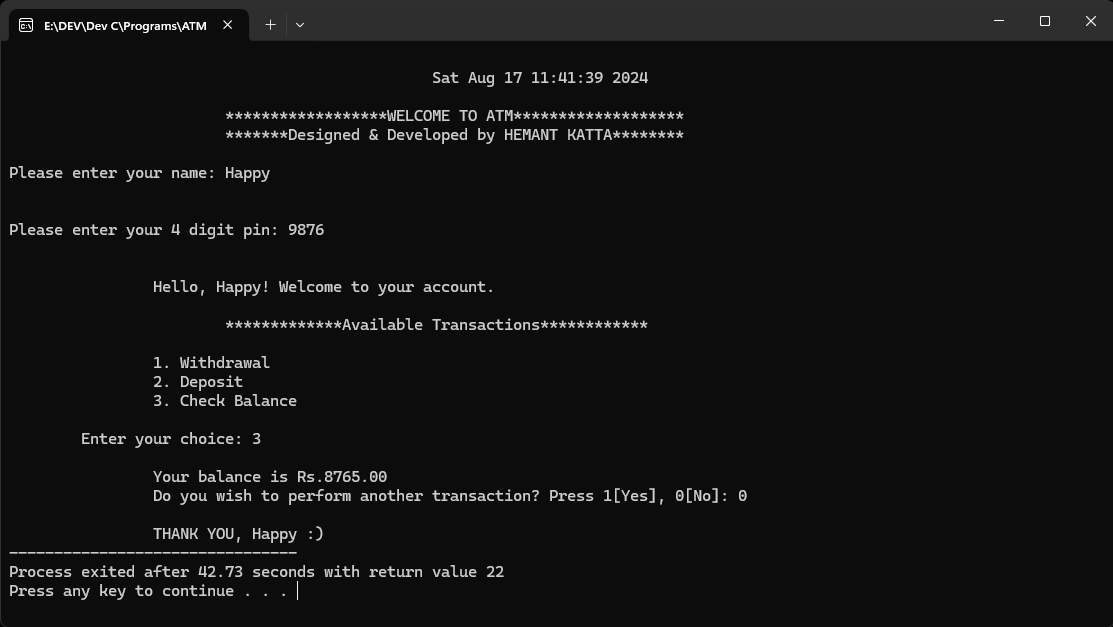 E:\DEV\Dev C\Programs\ATM
Sat Aug 17 11:41:39 2024
******************WELCOME TO ATM*******************
*******Designed & Developed by HEMANT KATTA********
Please enter your name: Happy
Please enter your 4 digit pin: 9876
Hello, Happy! Welcome to your account.
*************Available Transactions************
1. Withdrawal
2. Deposit
3. Check Balance
Enter your choice: 3
Your balance is Rs.8765.00
Do you wish to perform another transaction? Press 1[Yes], 0[No]: 0
THANK YOU, Happy :)
--------------------------------
Process exited after 42.73 seconds with return value 22
Press any key to continue . . .